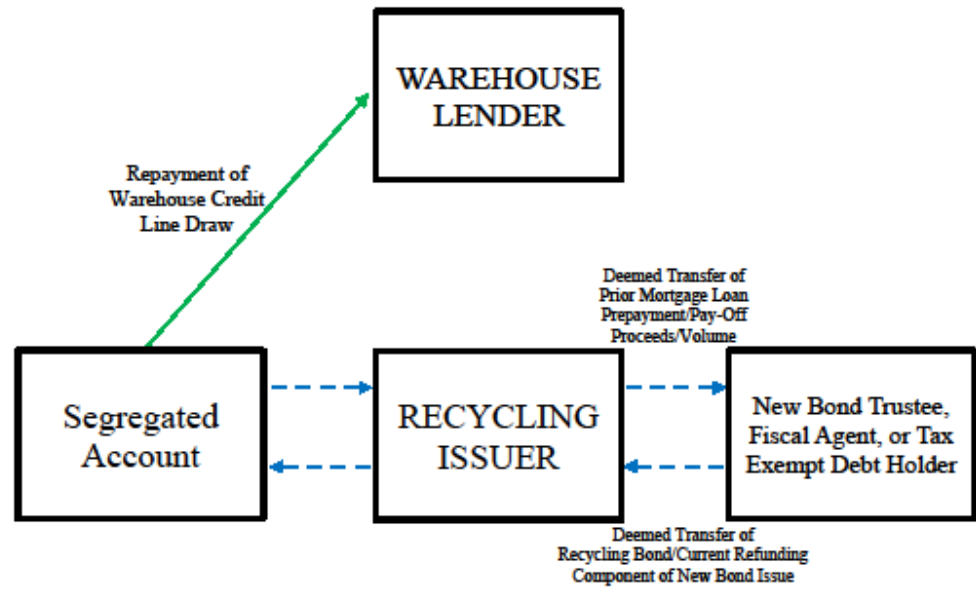 WAREHOUSE
LENDER
Repayment of
Warehouse Credit
Line Draw
Deemed Transfer of
Prior Mortgage Loan
Prepayment/Pay-Off
Proceeds/Volume
Segregated
Account
RECYCLING
ISSUER
New Bond Trustee,
Fiscal Agent, or Tax
Exempt Debt Holder
Deemed Transfer of
Recycling Bond/Current Refunding
Component of New Bond Issue